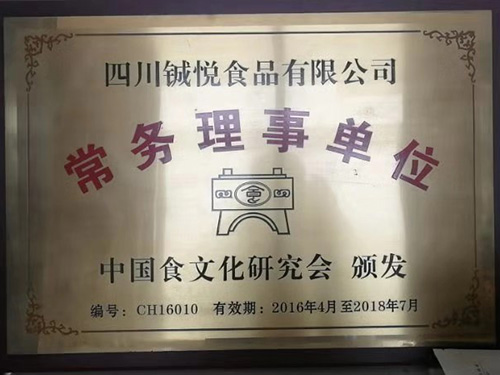 四川铖悦食品有限公司
常务理事单位
食
中国食文化研究会 颁发
编号：CH16010 有效期：2016年4月至2018年7月